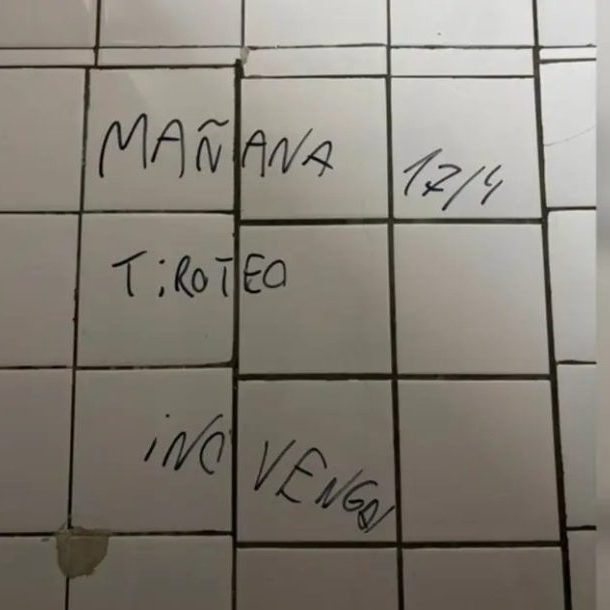 MAÑANA 17/4
TiROTEO
¡NO VENGAN